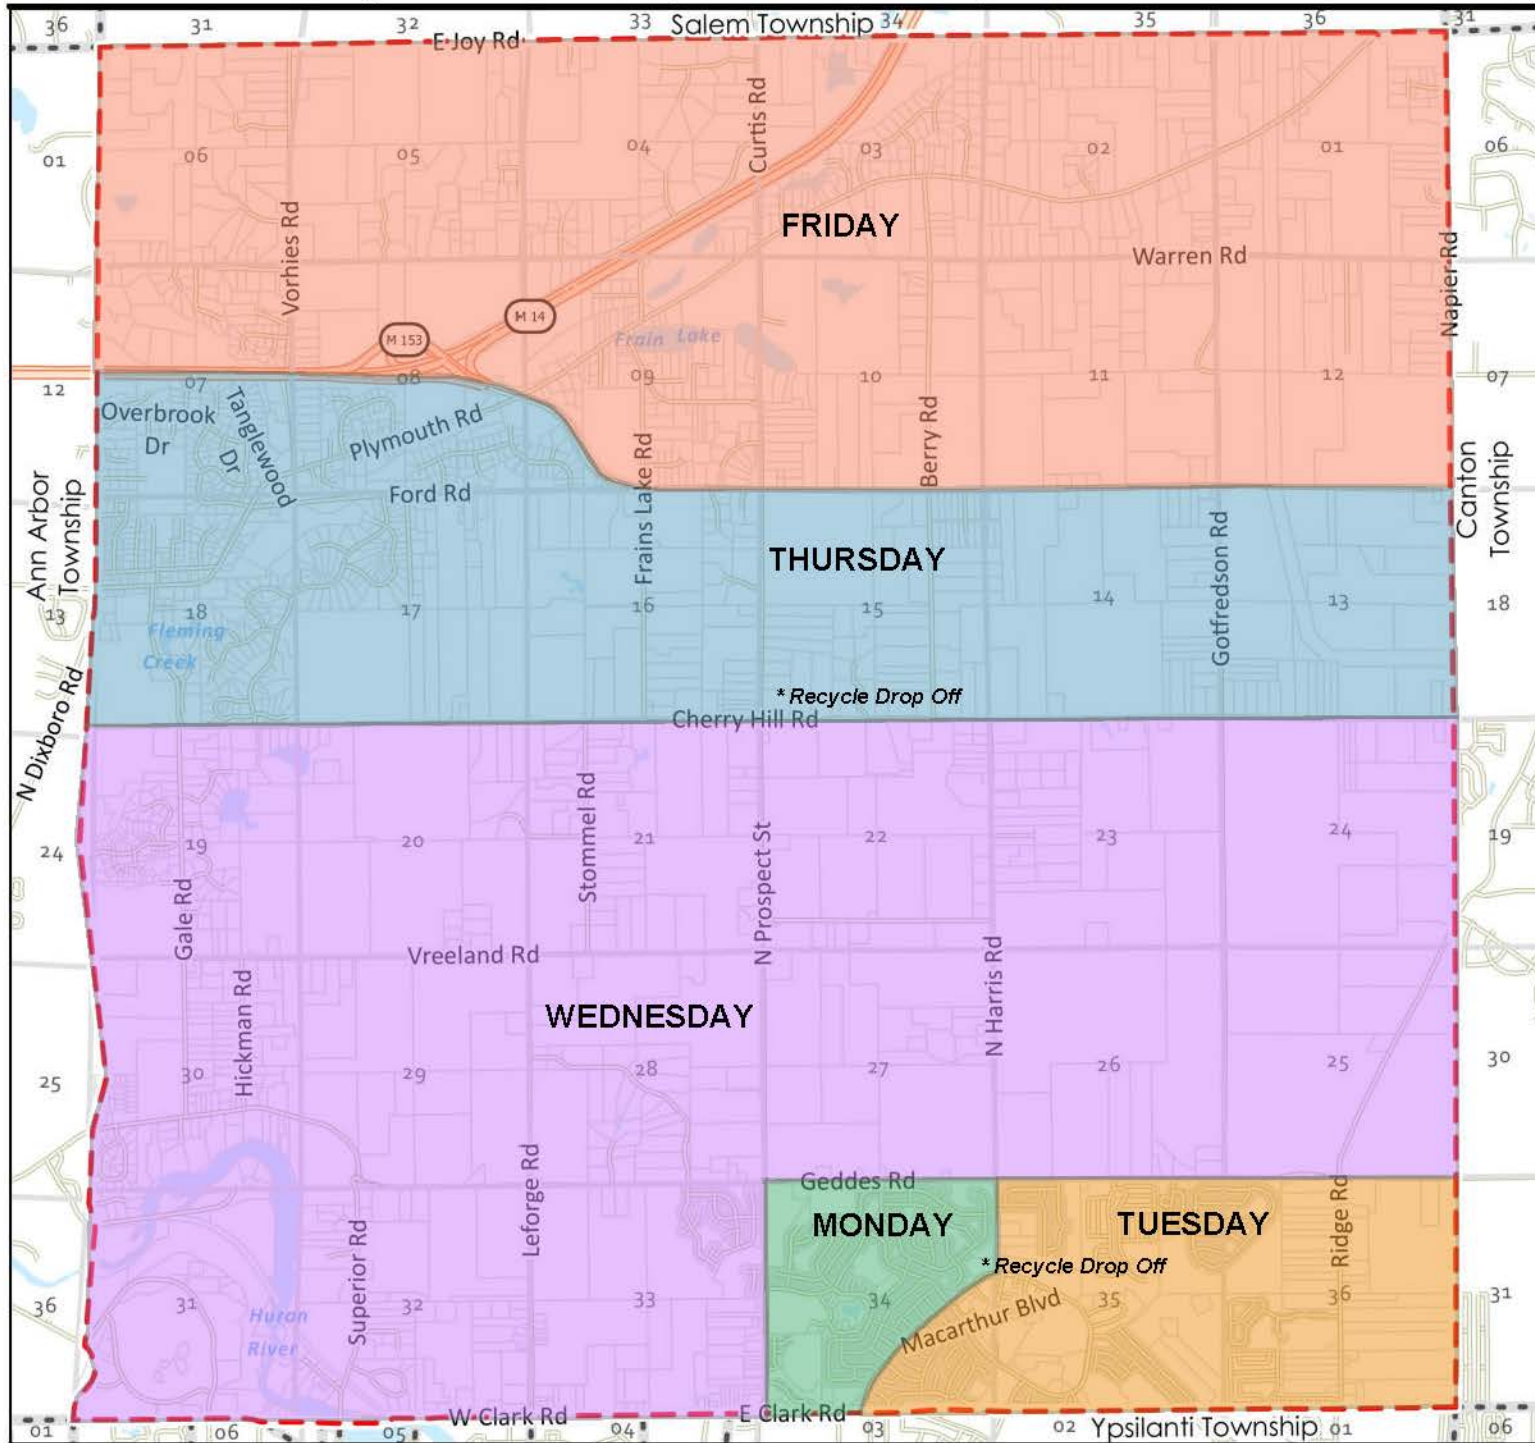 36 31 32 33 Salem Township 34 35 36 31
E Joy Rd
01 06 05 04 Curtis Rd 03 02 01 06
Vorhies Rd
FRIDAY
Warren Rd
Napier Rd
M 14
M 153
Frain Lake
12 07 08 09 10 11 12 07
Overbrook
Dr
Tanglewood
Dr
Plymouth Rd
Berry Rd
Ford Rd
Frains Lake Rd
Ann Arbor
Township
Canton
Township
Gotfredson Rd
THURSDAY
13 18 17 16 15 14 13 18
Fleming
Creek
* Recycle Drop Off
Cherry Hill Rd
N Dixboro Rd
Stommel Rd
24 19 20 21 22 23 24 19
N Prospect St
Gale Rd
Vreeland Rd
N Harris Rd
Hickman Rd
WEDNESDAY
25 30 29 28 27 26 25 30
Leforge Rd
Geddes Rd
MONDAY
TUESDAY
Ridge Rd
Superior Rd
* Recycle Drop Off
36 31 32 33 34 35 36 31
Macarthur Blvd
Huron
River
W Clark Rd
E Clark Rd
01 06 05 04 03 02 Ypsilanti Township 01 06